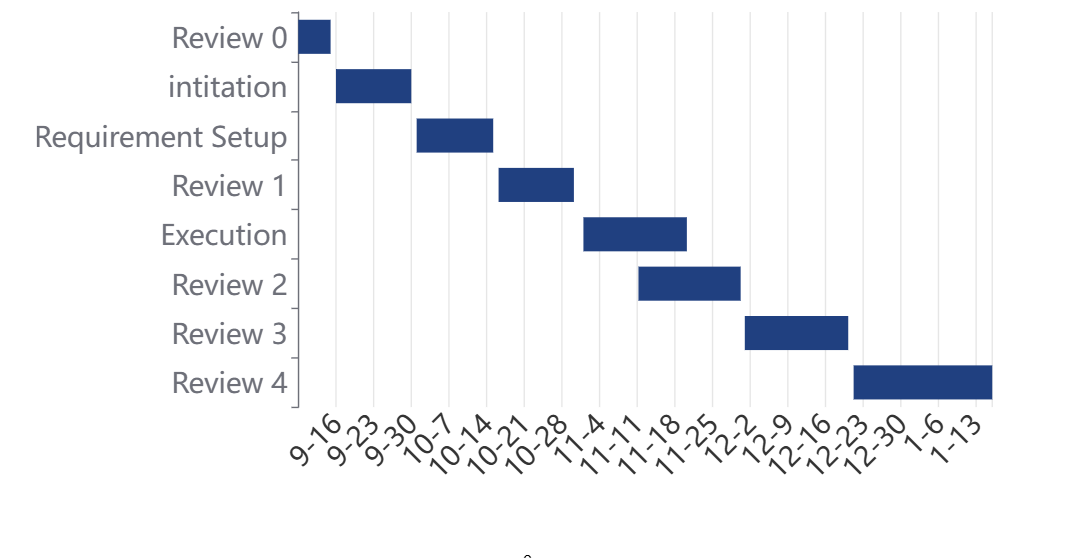 Review 0
intitation
Requirement Setup
Review 1
Execution
Review 2
Review 3
Review 4
9-16
9-23
9-30
10-7
10-14
10-21
10-28
11-4
11-11
11-18
11-25
12-2
12-9
12-16
12-23
12-30
1-6
1-13